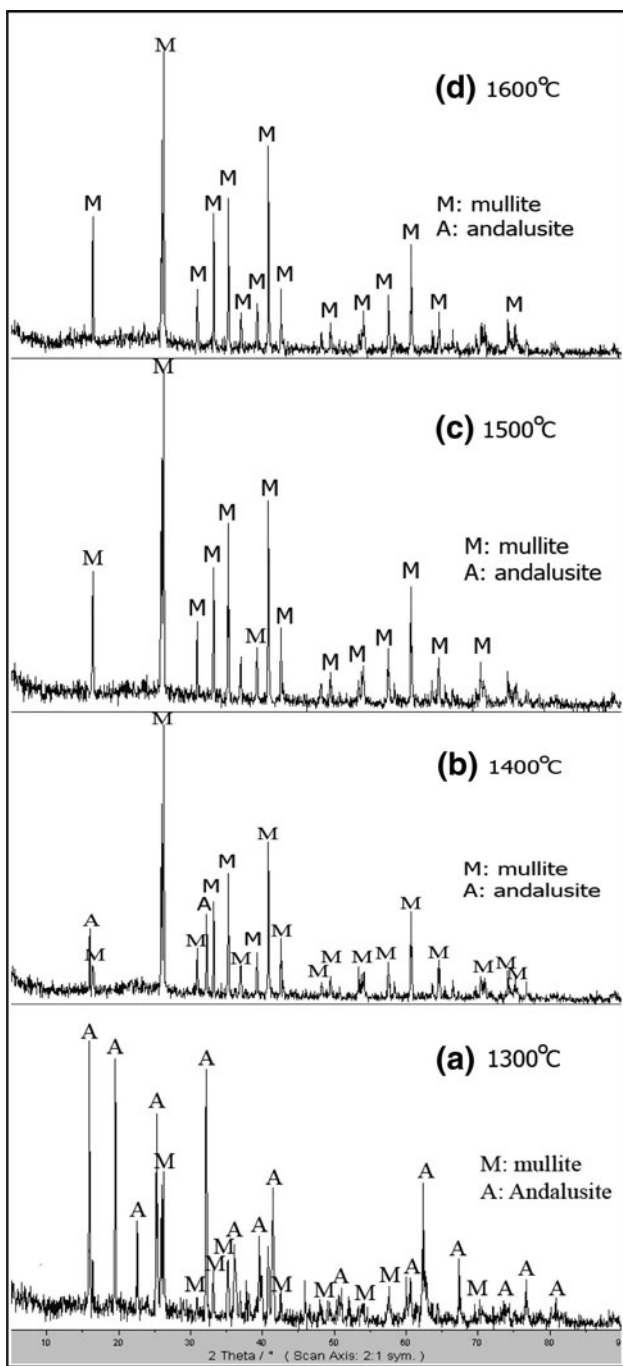 M
(d) 1600°C
M
M
M M M
M: mullite
A: andalusite
M
M M M M M M M M M
M
(c) 1500°C
M
M
M: mullite
A: andalusite
M M M
M M M M M M M M
M
(b) 1400°C
M
M
M: mullite
A: andalusite
A A M M
M M M M M M M M M M M M M
A A A
(a) 1300°C
A
M
M: mullite
A: Andalusite
A A
A
M M M A A M M M A M M A A M A A A
10 20 30 40 50 60 70 80 9
2 Theta / ° ( Scan Axis: 2:1 sym. )